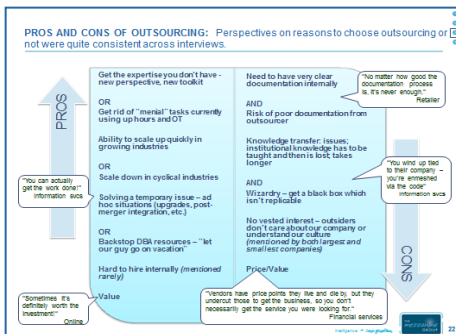 PROS AND CONS OF OUTSOURCING: Perspectives on reasons to choose outsourcing or
not were quite consistent across interviews.
PROS
Get the expertise you don't have -
new perspective, new toolkit
OR
Get rid of "menial" tasks currently
using up hours and OT
Ability to scale up quickly in
growing industries
OR
Scale down in cyclical industries
Solving a temporary issue – ad
hoc situations (upgrades, post-
merger integration, etc.)
OR
Backstop DBA resources – "let
our guy go on vacation"
Hard to hire internally (mentioned
rarely)
Value
"You can actually
get the work done!"
Information svcs
"Sometimes it's
definitely worth the
investment!"
Online
Need to have very clear
documentation internally
AND
Risk of poor documentation from
outsourcer
Knowledge transfer: issues;
institutional knowledge has to be
taught and then is lost; takes
longer
AND
Wizardry – get a black box which
isn't replicable
No vested interest – outsiders
don't care about our company or
understand our culture
(mentioned by both largest and
smallest companies)
Price/Value
"No matter how good the
documentation process
is, it's never enough."
Retailer
"You wind up tied
to their company –
you're enmeshed
via the code"
Information svcs
CONS
"Vendors have price points they live and die by, but they
undercut those to get the business, so you don't
necessarily get the service you were looking for."
Financial services
22